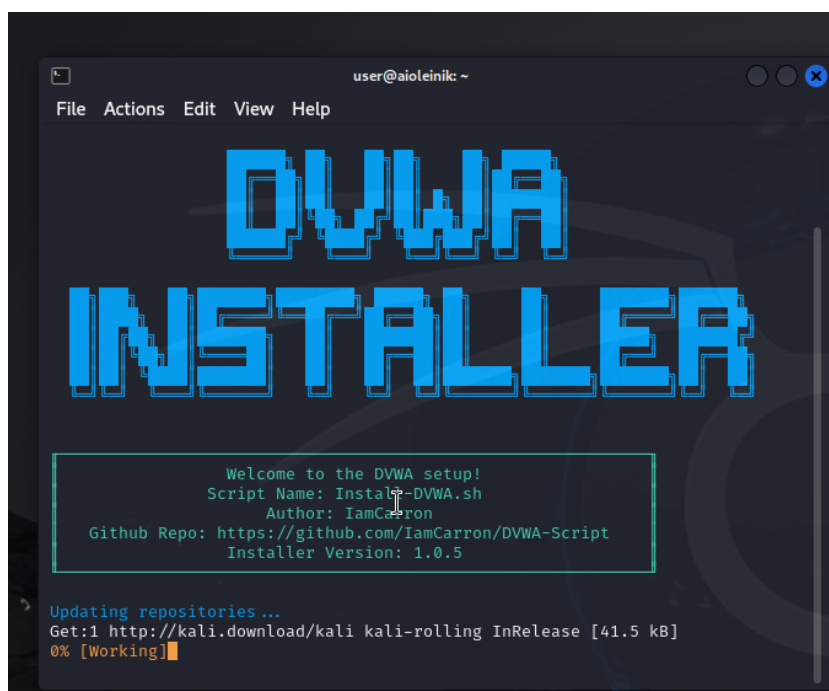 user@aioleinik: ~
File Actions Edit View Help
DVWA
INSTALLER
Welcome to the DVWA setup!
Script Name: Install-DVWA.sh
Author: IamCarron
Github Repo: https://github.com/IamCarron/DVWA-Script
Installer Version: 1.0.5
Updating repositories ...
Get:1 http://kali.download/kali kali-rolling InRelease [41.5 kB]
0% [Working]